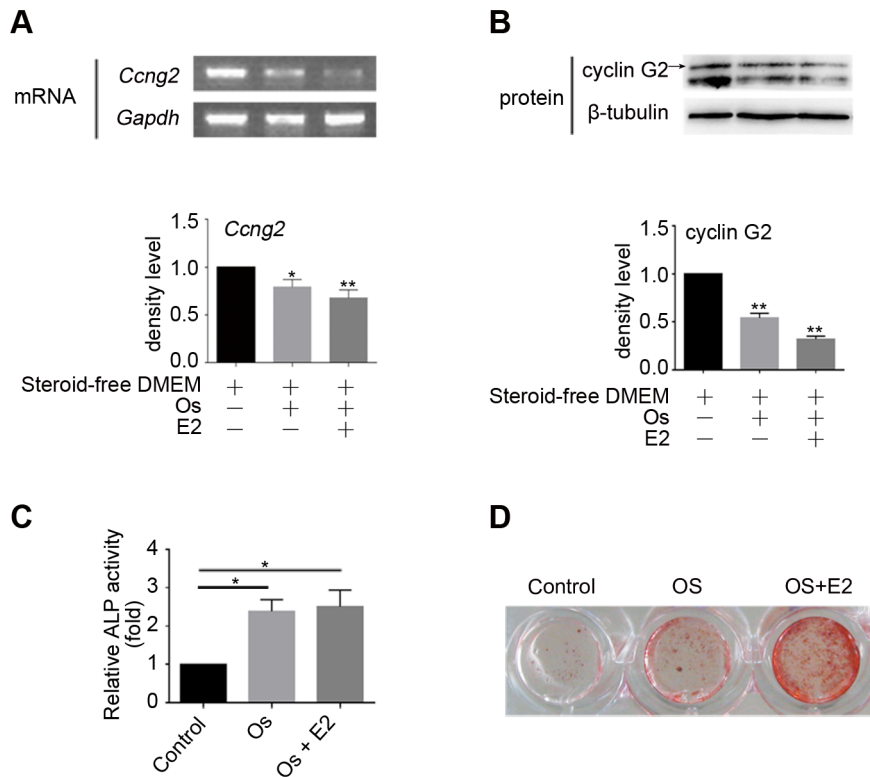 A
mRNA
Ccng2
Gapdh
1.5
1.0
0.5
0.0
density level
Ccng2
*
**
Steroid-free DMEM + + +
Os — + +
E2 — — +
B
protein
cyclin G2
β-tubulin
1.5
1.0
0.5
0.0
density level
cyclin G2
**
**
Steroid-free DMEM + + +
Os — + +
E2 — — +
C
Relative ALP activity
(fold)
4
3
2
1
0
*
*
Control
Os
Os + E2
D
Control OS OS+E2